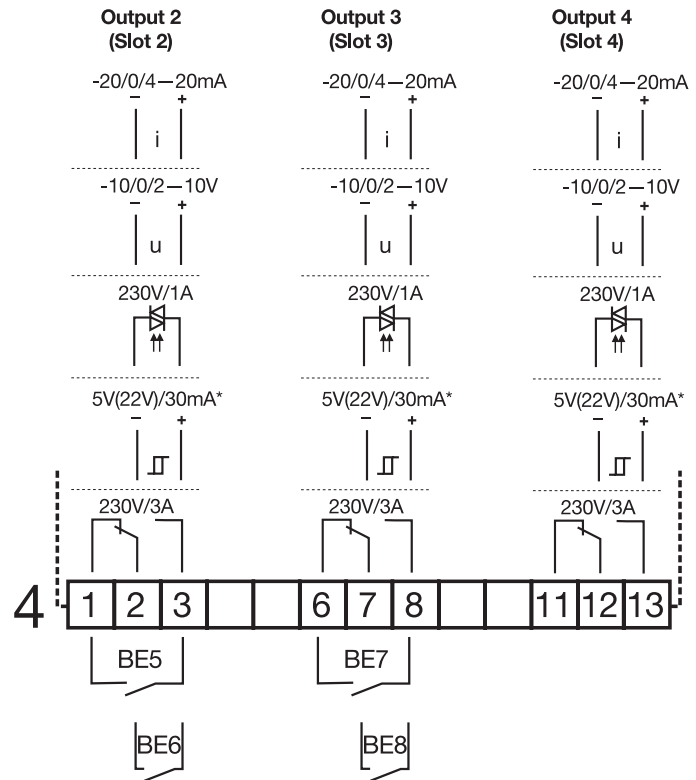 Output 2 Output 3 Output 4
(Slot 2) (Slot 3) (Slot 4)
-20/0/4—20mA -20/0/4—20mA -20/0/4—20mA
− + − + − +
i i i
-10/0/2—10V -10/0/2—10V -10/0/2—10V
− + − + − +
u u u
230V/1A 230V/1A 230V/1A
5V(22V)/30mA* 5V(22V)/30mA* 5V(22V)/30mA*
− + − + − +
230V/3A 230V/3A 230V/3A
4 1 2 3 6 7 8 11 12 13
BE5 BE7
BE6 BE8